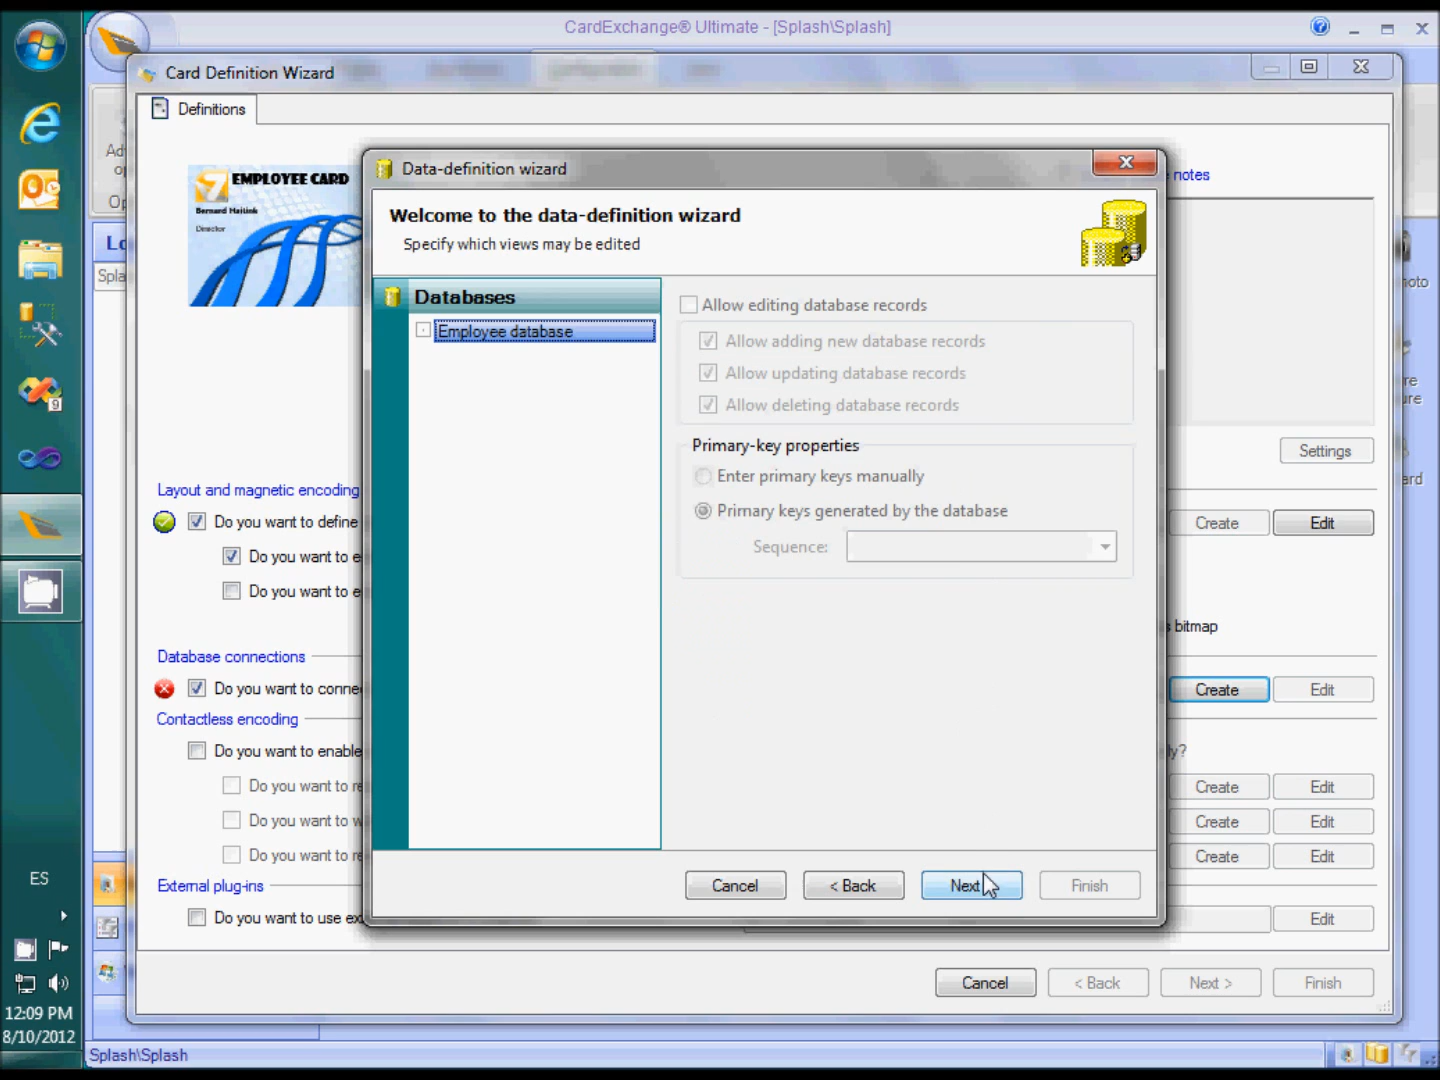 CardExchange® Ultimate - [Splash\Splash]
Card Definition Wizard
Definitions
EMPLOYEE CARD
Bernard Haitink
Director
notes
Data-definition wizard
Welcome to the data-definition wizard
Specify which views may be edited
Databases
Employee database
Allow editing database records
Allow adding new database records
Allow updating database records
Allow deleting database records
Primary-key properties
Enter primary keys manually
Primary keys generated by the database
Sequence:
Cancel
< Back
Next
Finish
Settings
Layout and magnetic encoding
Do you want to define
Create
Edit
Do you want to e
Do you want to e
bitmap
Database connections
Do you want to conne
Create
Edit
Contactless encoding
Do you want to enable
ly?
Do you want to re
Create
Edit
Do you want to w
Create
Edit
Do you want to re
Create
Edit
External plug-ins
Do you want to use ex
Edit
Cancel
< Back
Next >
Finish
ES
12:09 PM
8/10/2012
Splash\Splash